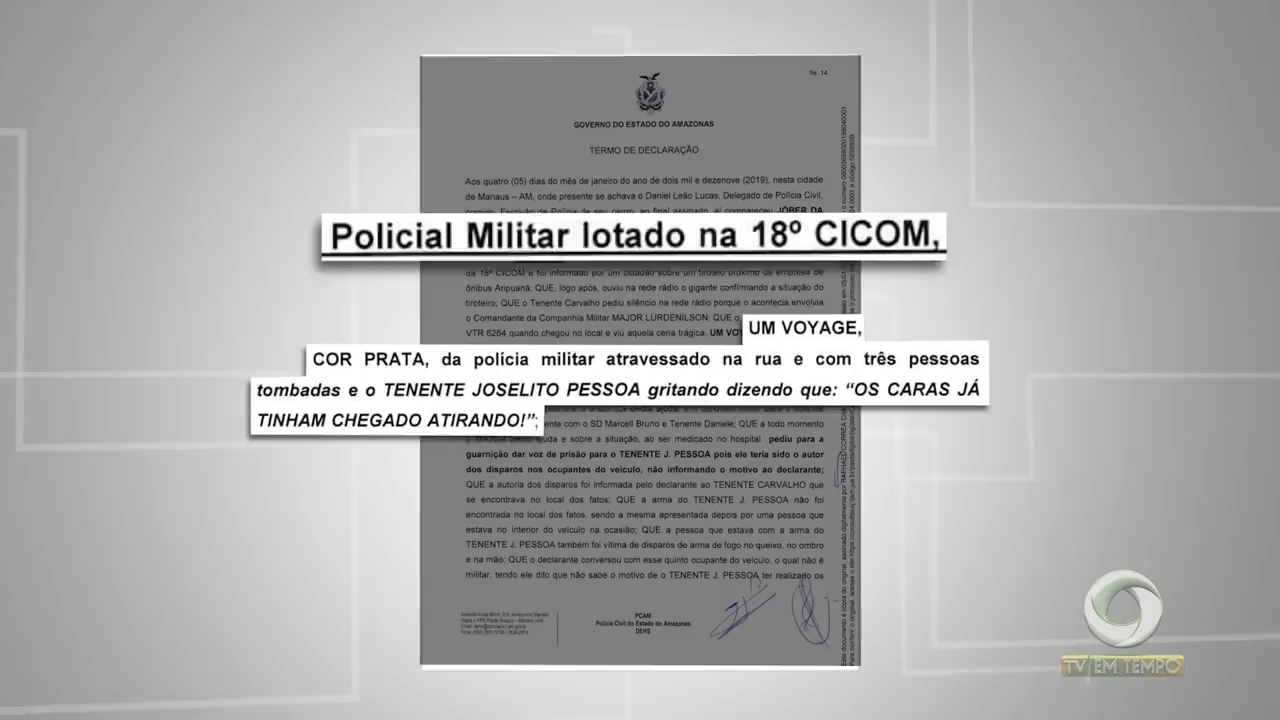 fls. 14
GOVERNO DO ESTADO DO AMAZONAS
TERMO DE DECLARAÇÃO
Aos quatro (05) dias do mês de janeiro do ano de dois mil e dezenove (2019), nesta cidade
de Manaus – AM, onde presente se achava o Daniel Leão Lucas, Delegado de Polícia Civil,
Policial Militar lotado na 18º CICOM,
da 18ª CICOM e foi informado por um cidadão sobre um tiroteio próximo da empresa de
ônibus Aripuanã; QUE, logo após, ouviu na rede rádio o gigante confirmando a situação do
tiroteiro; QUE o Tenente Carvalho pediu silêncio na rede rádio porque o acontecia envolvia
o Comandante da Companhia Militar MAJOR LURDENILSON; QUE o
VTR 6264 quando chegou no local e viu aquela cena trágica. UM VOY
UM VOYAGE,
COR PRATA, da polícia militar atravessado na rua e com três pessoas
tombadas e o TENENTE JOSELITO PESSOA gritando dizendo que: “OS CARAS JÁ
TINHAM CHEGADO ATIRANDO!”;
ente com o SD Marcell Bruno e Tenente Daniele; QUE a todo momento
ajuda e sobre a situação, ao ser medicado no hospital pediu para a
guarnição dar voz de prisão para o TENENTE J. PESSOA pois ele teria sido o autor
dos disparos nos ocupantes do veículo, não informando o motivo ao declarante;
QUE a autoria dos disparos foi informada pelo declarante ao TENENTE CARVALHO que
se encontrava no local dos fatos; QUE a arma do TENENTE J. PESSOA não foi
encontrada no local dos fatos, sendo a mesma apresentada depois por uma pessoa que
estava no interior do veículo na ocasião; QUE a pessoa que estava com a arma do
TENENTE J. PESSOA também foi vítima de disparos de arma de fogo no queixo, no ombro
e na mão; QUE o declarante conversou com esse quinto ocupante do veículo, o qual não é
militar, tendo ele dito que não sabe o motivo de o TENENTE J. PESSOA ter realizado os
PCAM
Polícia Civil do Estado do Amazonas
DEHS
TV EM TEMPO